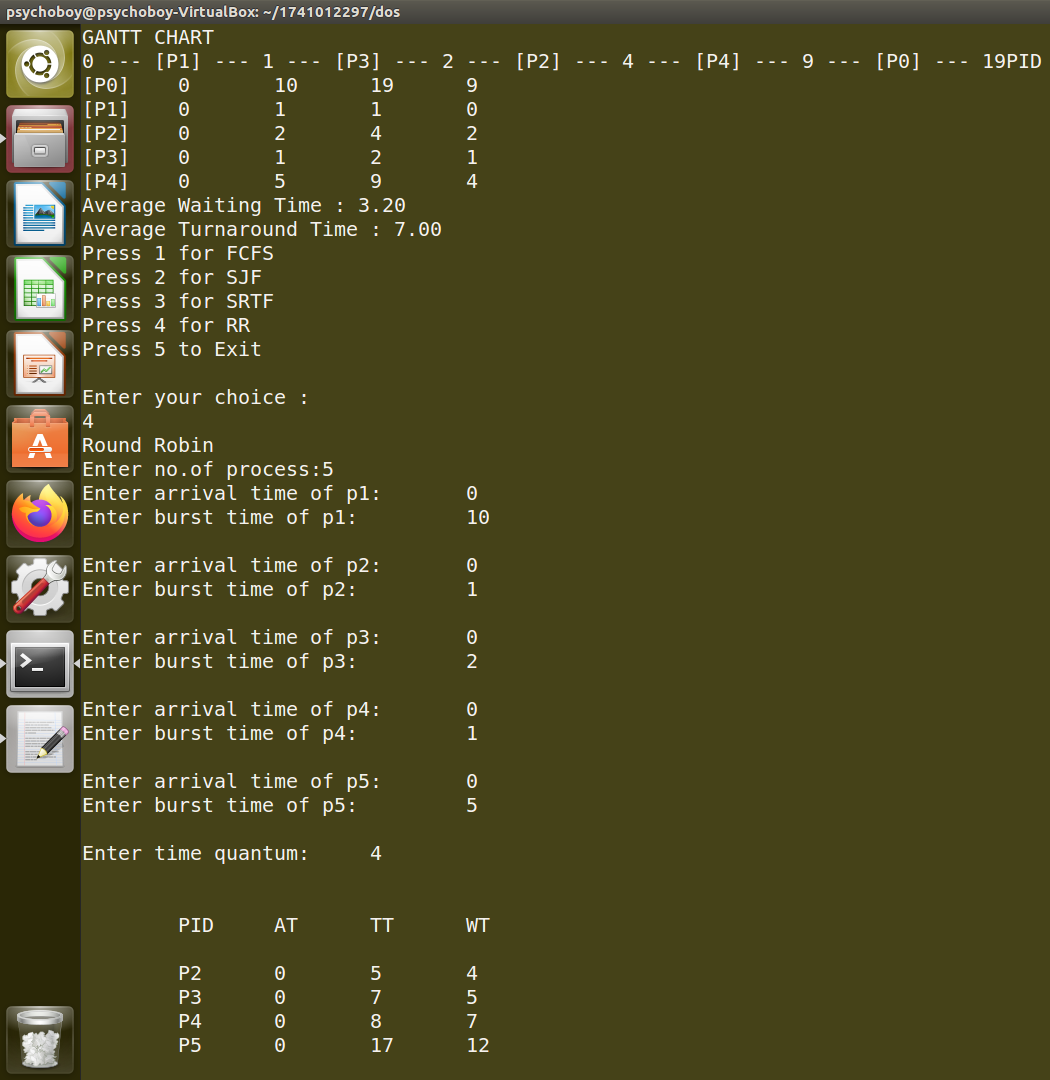 psychoboy@psychoboy-VirtualBox: ~/1741012297/dos
GANTT CHART
0 --- [P1] --- 1 --- [P3] --- 2 --- [P2] --- 4 --- [P4] --- 9 --- [P0] --- 19PID
[P0]    0       10      19      9
[P1]    0       1       1       0
[P2]    0       2       4       2
[P3]    0       1       2       1
[P4]    0       5       9       4
Average Waiting Time : 3.20
Average Turnaround Time : 7.00
Press 1 for FCFS
Press 2 for SJF
Press 3 for SRTF
Press 4 for RR
Press 5 to Exit
Enter your choice :
4
Round Robin
Enter no.of process:5
Enter arrival time of p1:       0
Enter burst time of p1:         10
Enter arrival time of p2:       0
Enter burst time of p2:         1
Enter arrival time of p3:       0
Enter burst time of p3:         2
Enter arrival time of p4:       0
Enter burst time of p4:         1
Enter arrival time of p5:       0
Enter burst time of p5:         5
Enter time quantum:     4
PID     AT      TT      WT
P2      0       5       4
P3      0       7       5
P4      0       8       7
P5      0       17      12